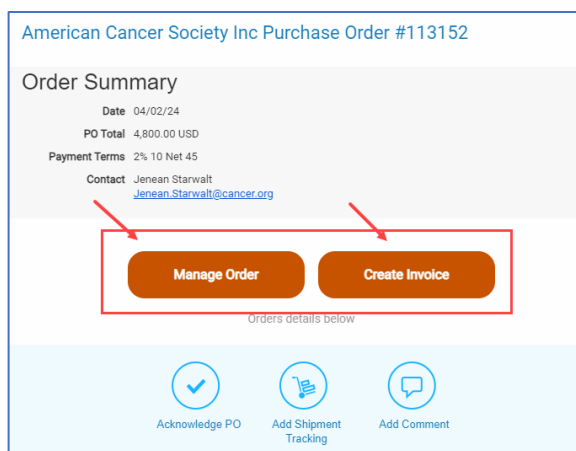 American Cancer Society Inc Purchase Order #113152
Order Summary
Date 04/02/24
PO Total 4,800.00 USD
Payment Terms 2% 10 Net 45
Contact Jenean Starwalt
Jenean.Starwalt@cancer.org
Manage Order Create Invoice
Orders details below
Acknowledge PO Add Shipment Add Comment
Tracking